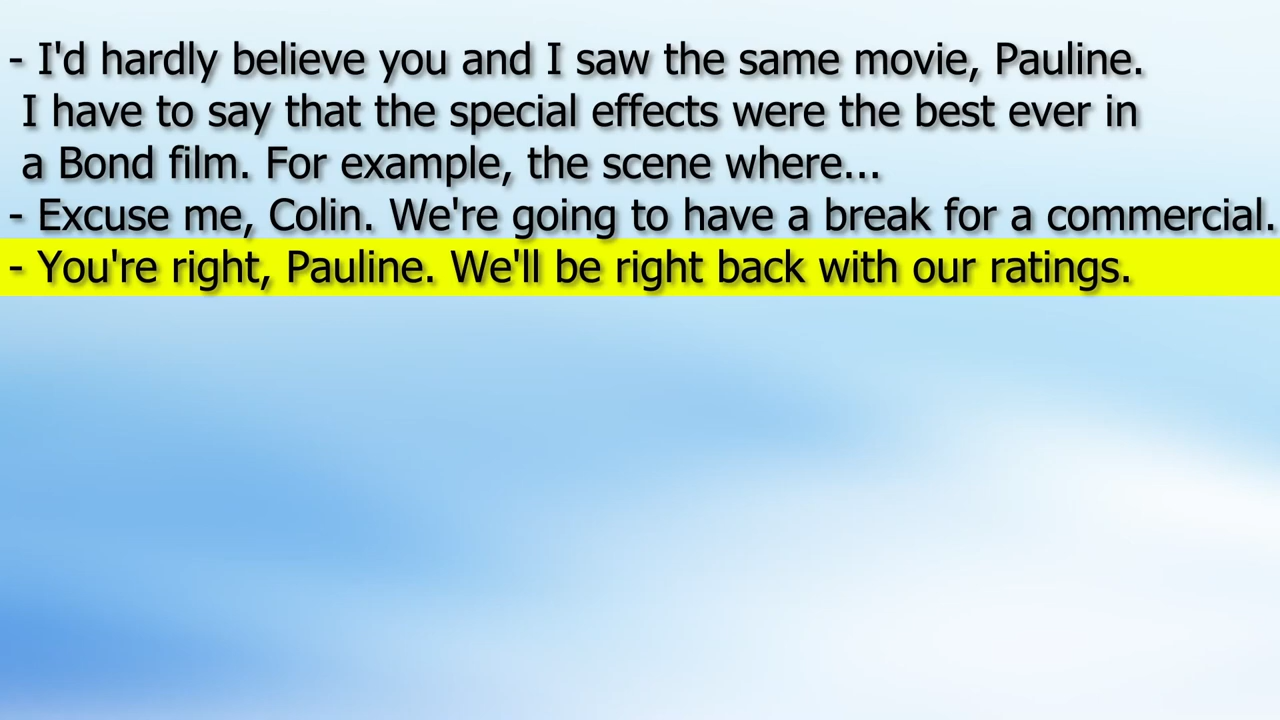 - I'd hardly believe you and I saw the same movie, Pauline.
I have to say that the special effects were the best ever in
a Bond film. For example, the scene where...
- Excuse me, Colin. We're going to have a break for a commercial.
- You're right, Pauline. We'll be right back with our ratings.